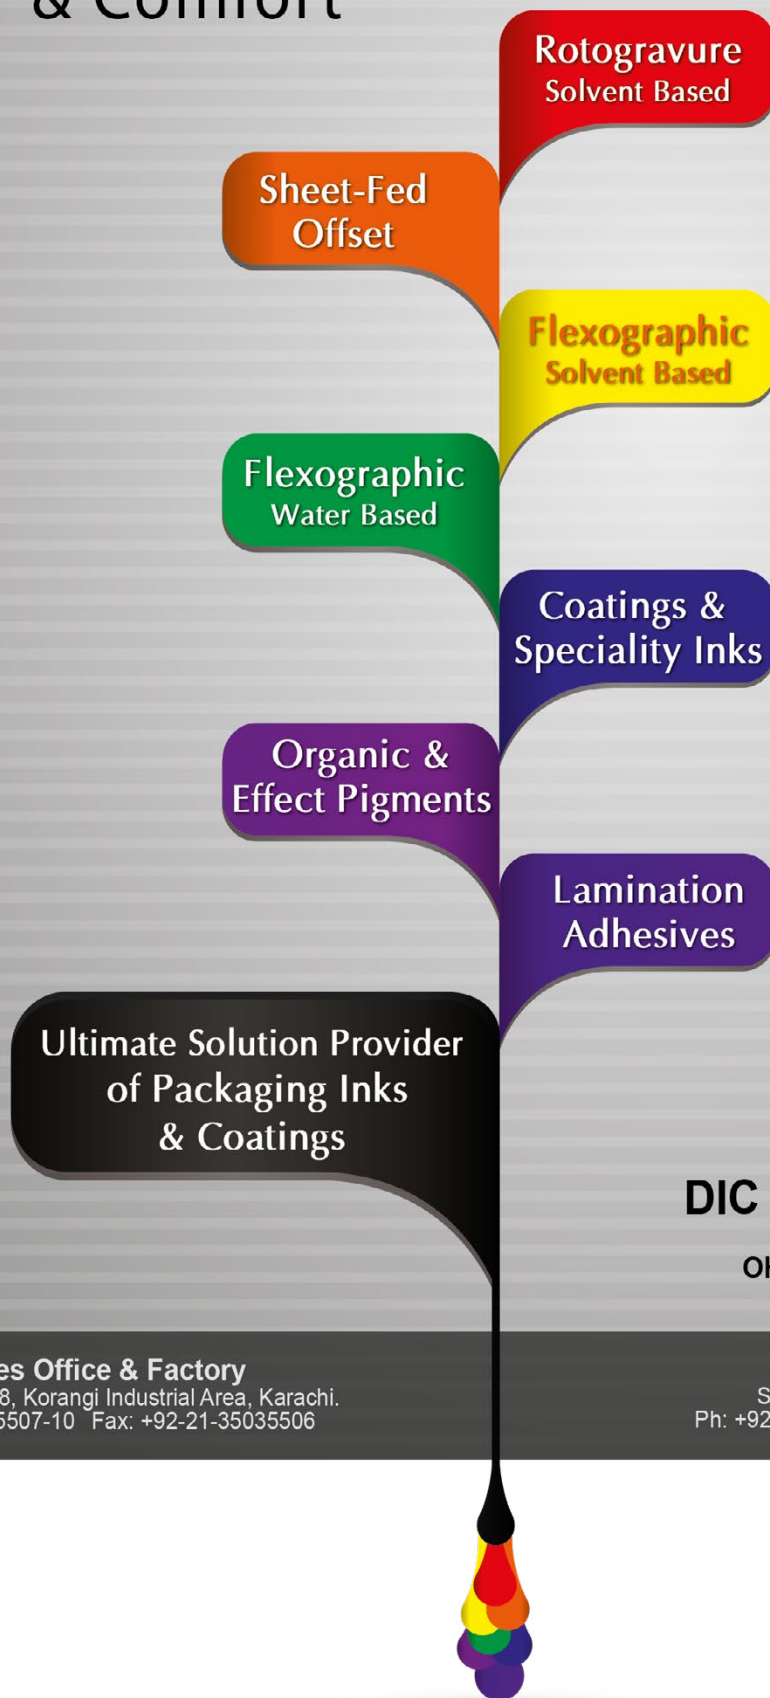 & Comfort
Rotogravure
Solvent Based
Sheet-Fed
Offset
Flexographic
Solvent Based
Flexographic
Water Based
Coatings &
Speciality Inks
Organic &
Effect Pigments
Lamination
Adhesives
Ultimate Solution Provider
of Packaging Inks
& Coatings
DIC
es Office & Factory
8, Korangi Industrial Area, Karachi.
5507-10 Fax: +92-21-35035506
S
Ph: +92